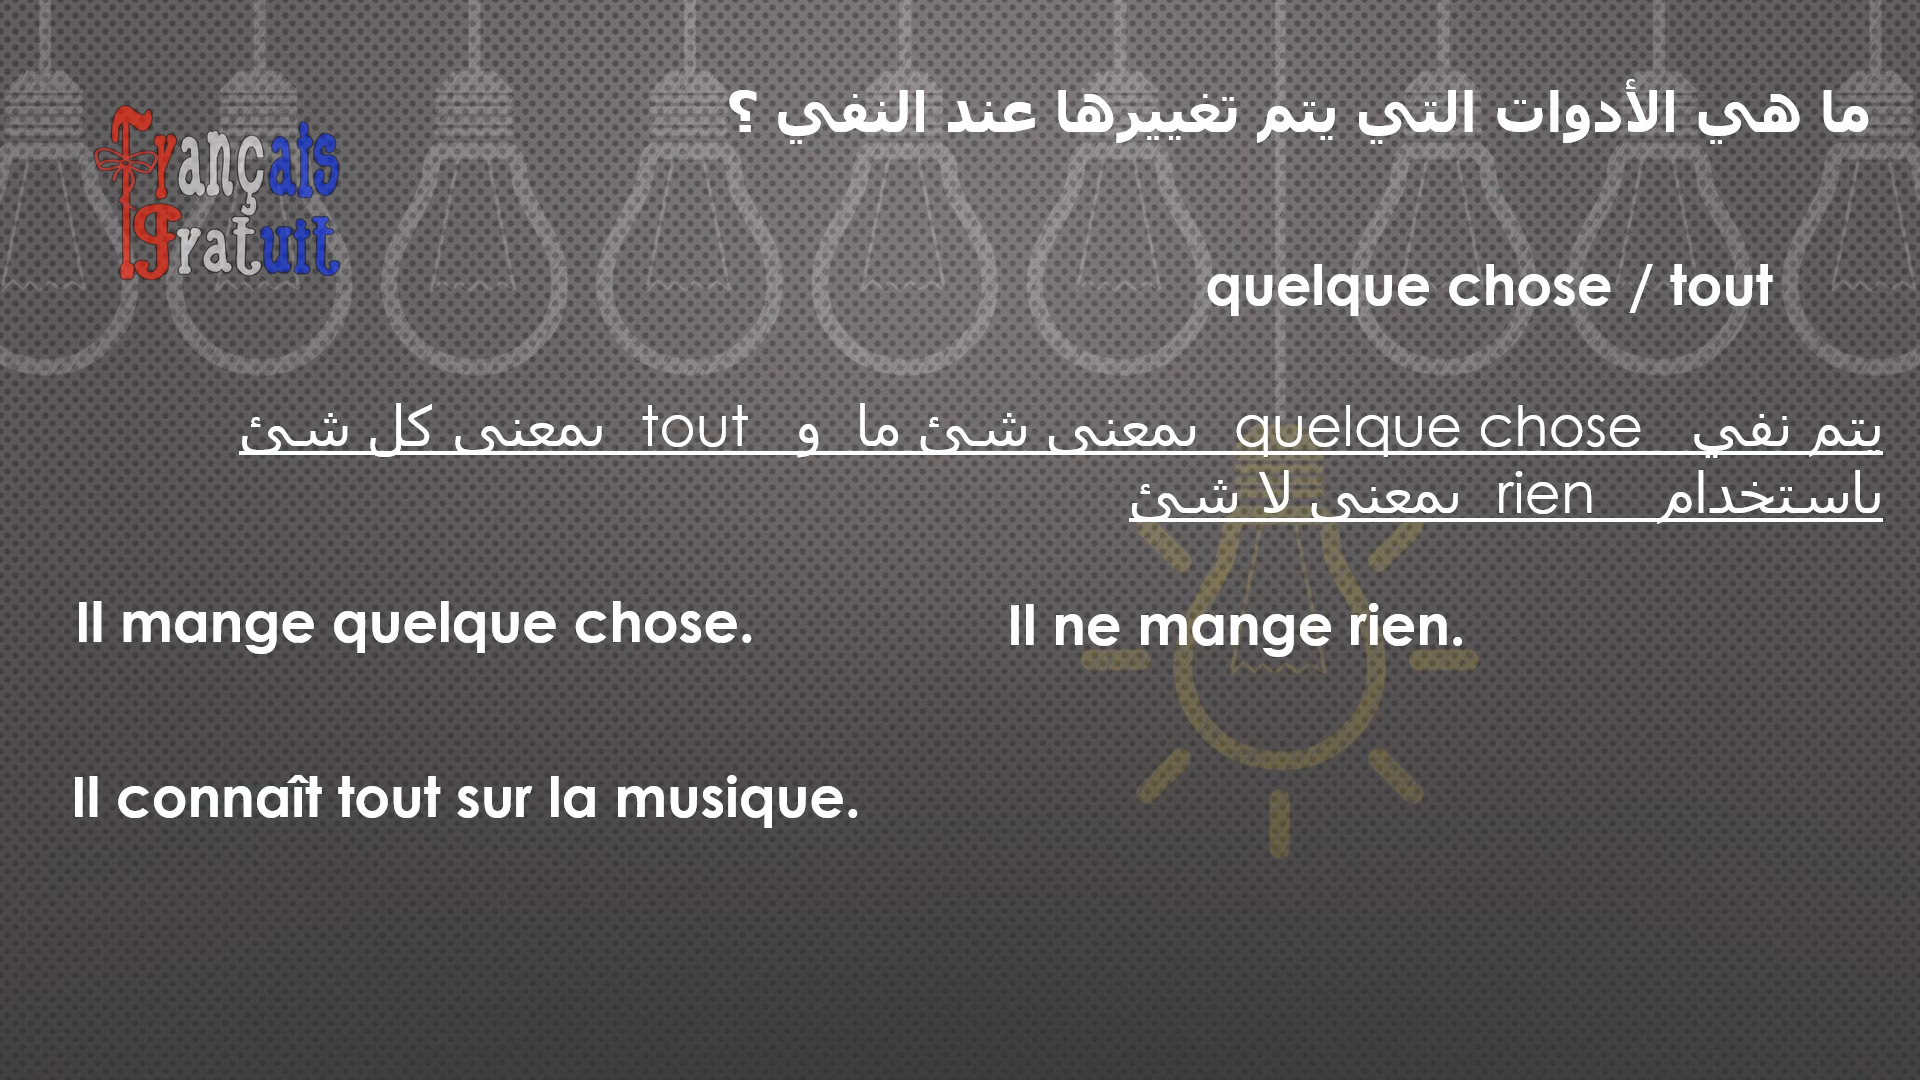 ما هي الأدوات التي يتم تغييرها عند النفي ؟
Français
Gratuit
quelque chose / tout
يتم نفي quelque chose بمعنى شئ ما و tout بمعنى كل شئ
باستخدام rien بمعنى لا شئ
Il mange quelque chose.
Il ne mange rien.
Il connaît tout sur la musique.